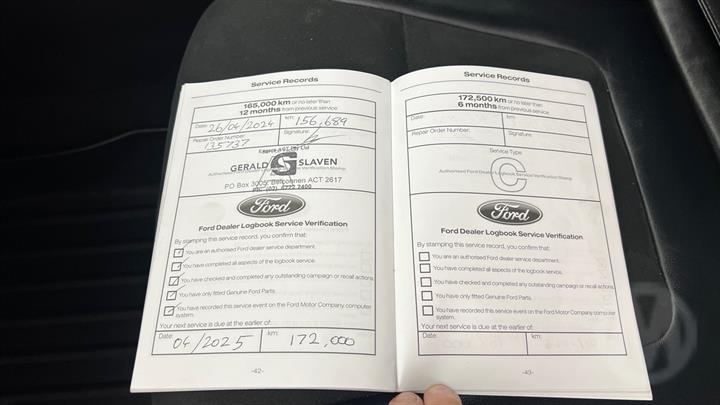 Service Records
165,000 km or no later than
12 months from previous service
Date: 26/04/2024 km: 156,689
Repair Order Number: Signature:
135737
GERALD S SLAVEN
PO Box 3005, Belconnen ACT 2617
Ford
Ford Dealer Logbook Service Verification
By stamping this service record, you confirm that:
You are an authorised Ford dealer service department.
You have completed all aspects of the logbook service.
You have checked and completed any outstanding campaign or recall actions.
You have only fitted Genuine Ford Parts.
You have recorded this service event on the Ford Motor Company computer
system.
Your next service is due at the earlier of:
Date: km:
04/2025 172,000
-42-
Service Records
172,500 km or no later than
6 months from previous service
Date: km:
Repair Order Number: Signature:
Service Type
C
Authorised Ford Dealer Logbook Service Verification Stamp
Ford
Ford Dealer Logbook Service Verification
By stamping this service record, you confirm that:
You are an authorised Ford dealer service department.
You have completed all aspects of the logbook service.
You have checked and completed any outstanding campaign or recall actions.
You have only fitted Genuine Ford Parts.
You have recorded this service event on the Ford Motor Company computer
system.
Your next service is due at the earlier of:
Date: km:
-43-